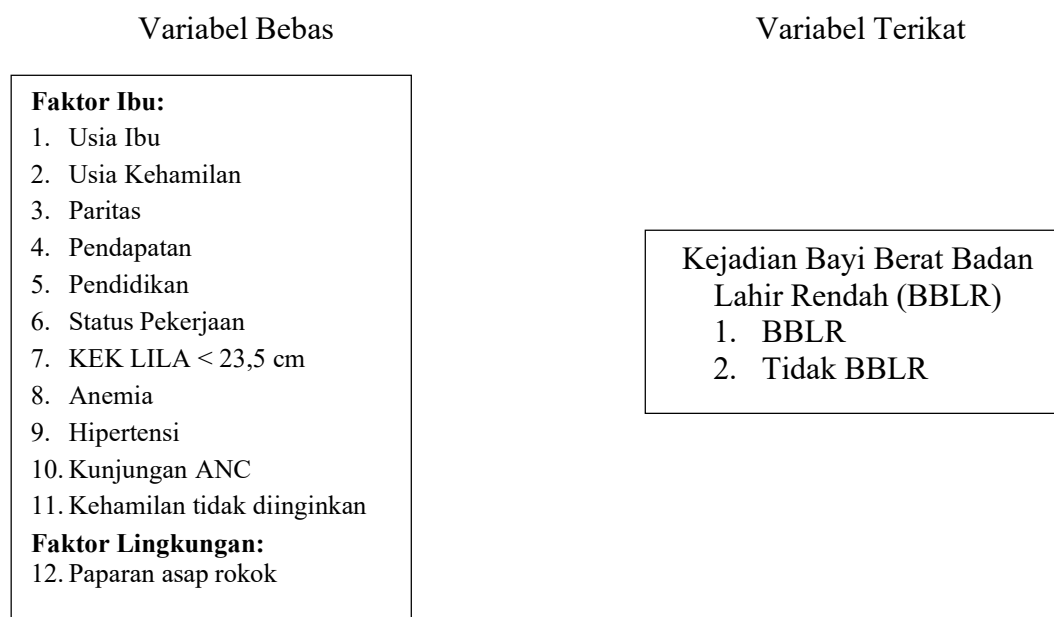 Variabel Bebas
Variabel Terikat
Faktor Ibu:
1. Usia Ibu
2. Usia Kehamilan
3. Paritas
4. Pendapatan
5. Pendidikan
6. Status Pekerjaan
7. KEK LILA < 23,5 cm
8. Anemia
9. Hipertensi
10. Kunjungan ANC
11. Kehamilan tidak diinginkan
Faktor Lingkungan:
12. Paparan asap rokok
Kejadian Bayi Berat Badan
Lahir Rendah (BBLR)
1. BBLR
2. Tidak BBLR